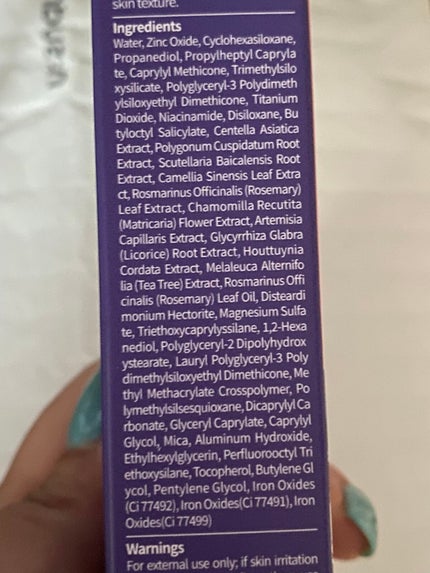 skin texture.
Ingredients
Water, Zinc Oxide, Cyclohexasiloxane,
Propanediol, Propylheptyl Capryla
te, Caprylyl Methicone, Trimethylsilo
xysilicate, Polyglyceryl-3 Polydimeth
ylsiloxyethyl Dimethicone, Titanium
Dioxide, Niacinamide, Disiloxane, Bu
tyloctyl Salicylate, Centella Asiatica
Extract, Polygonum Cuspidatum Root
Extract, Scutellaria Baicalensis Root
Extract, Camellia Sinensis Leaf Extra
ct, Rosmarinus Officinalis (Rosemary)
Leaf Extract, Chamomilla Recutita
(Matricaria) Flower Extract, Artemisia
Capillaris Extract, Glycyrrhiza Glabra
(Licorice) Root Extract, Houttuynia
Cordata Extract, Melaleuca Alternifo
lia (Tea Tree) Extract, Rosmarinus Offi
cinalis (Rosemary) Leaf Oil, Disteardi
monium Hectorite, Magnesium Sulfa
te, Triethoxycaprylyssilane, 1,2-Hexa
nediol, Polyglyceryl-2 Dipolyhydrox
ystearate, Lauryl Polyglyceryl-3 Poly
dimethylsiloxyethyl Dimethicone, Me
thyl Methacrylate Crosspolymer, Po
lymethylsilsesquioxane, Dicaprylyl Ca
rbonate, Glyceryl Caprylate, Caprylyl
Glycol, Mica, Aluminum Hydroxide,
Ethylhexylglycerin, Perfluorooctyl Tri
ethoxysilane, Tocopherol, Butylene Gl
ycol, Pentylene Glycol, Iron Oxides
(Ci 77492), Iron Oxides(Ci 77491), Iron
Oxides(Ci 77499)
Warnings
For external use only; if skin irritation